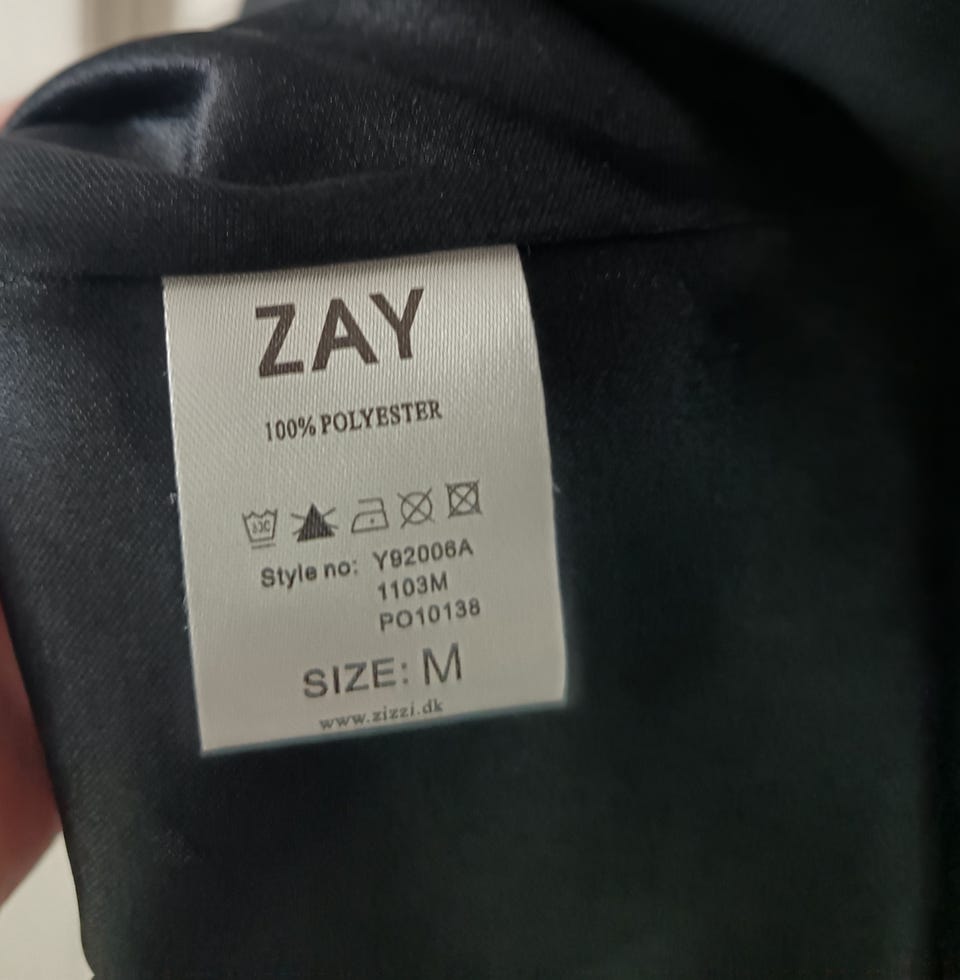 ZAY
100% POLYESTER
Style no: Y92006A
1103M
PO10138
SIZE: M
www.zizzi.dk